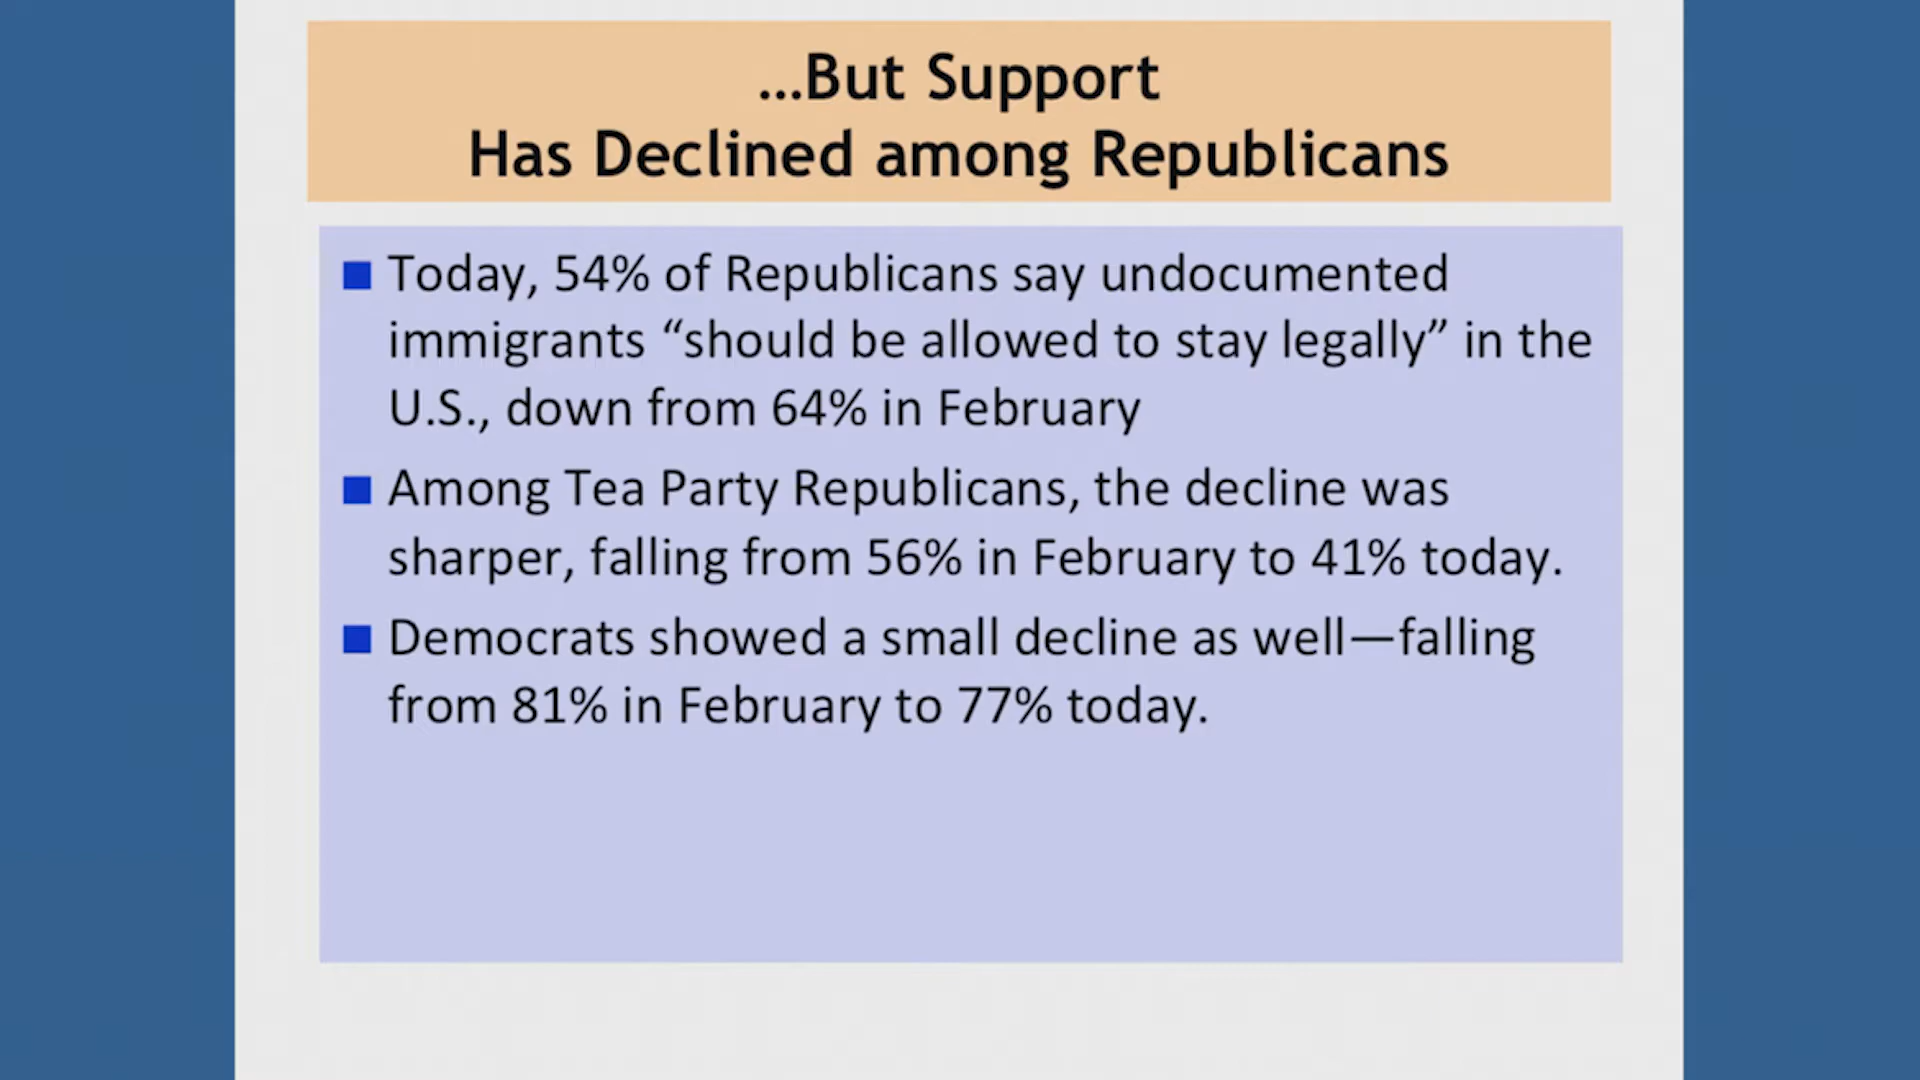 ...But Support
Has Declined among Republicans
Today, 54% of Republicans say undocumented
immigrants “should be allowed to stay legally” in the
U.S., down from 64% in February
Among Tea Party Republicans, the decline was
sharper, falling from 56% in February to 41% today.
Democrats showed a small decline as well—falling
from 81% in February to 77% today.